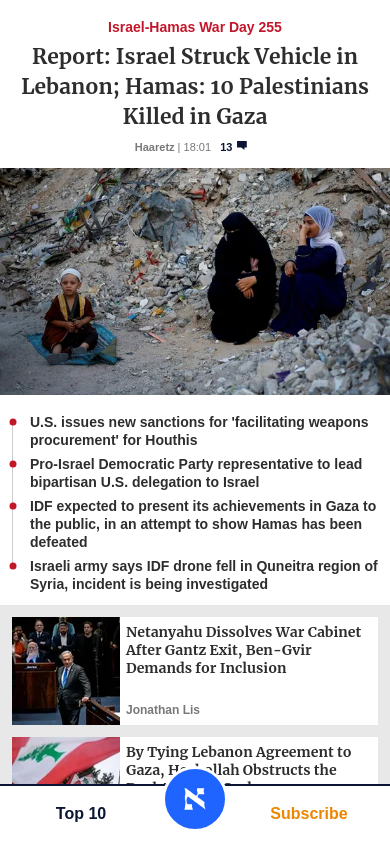 Israel-Hamas War Day 255
Report: Israel Struck Vehicle in
Lebanon; Hamas: 10 Palestinians
Killed in Gaza
Haaretz | 18:01 13
U.S. issues new sanctions for 'facilitating weapons
procurement' for Houthis
Pro-Israel Democratic Party representative to lead
bipartisan U.S. delegation to Israel
IDF expected to present its achievements in Gaza to
the public, in an attempt to show Hamas has been
defeated
Israeli army says IDF drone fell in Quneitra region of
Syria, incident is being investigated
Netanyahu Dissolves War Cabinet
After Gantz Exit, Ben-Gvir
Demands for Inclusion
Jonathan Lis
By Tying Lebanon Agreement to
Gaza, Hezbollah Obstructs the
Top 10
Subscribe